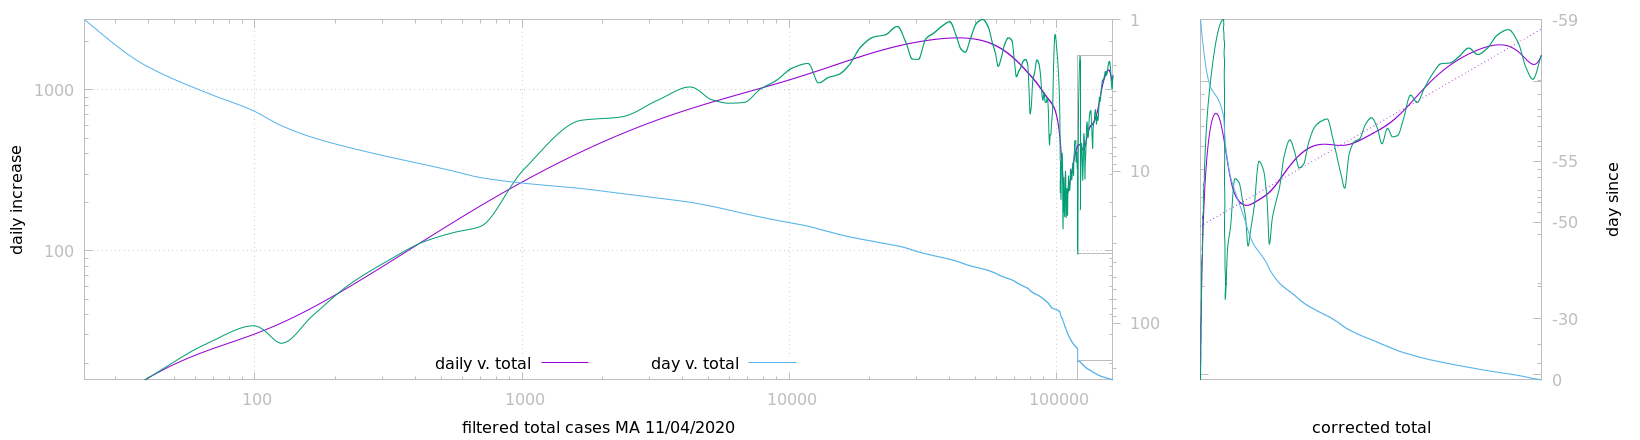 1
-59
1000
10
-55
daily increase
day since
-50
100
-30
100
daily v. total
day v. total
0
100
1000
10000
100000
filtered total cases MA 11/04/2020
corrected total